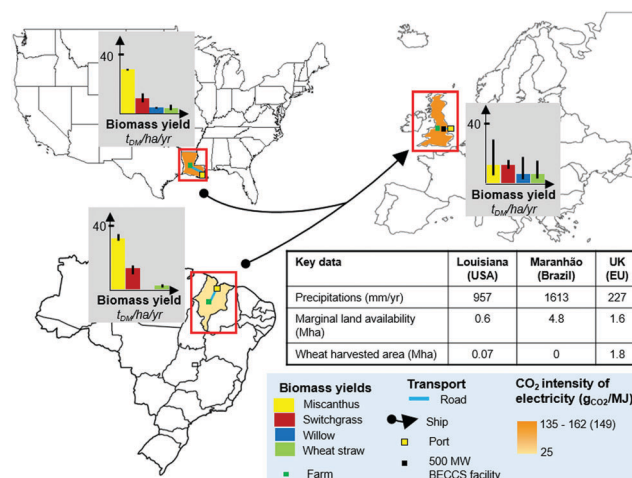 40
Biomass yield
tDM/ha/yr
40
Biomass yield
tDM/ha/yr
40
Biomass yield
tDM/ha/yr
Key data
Louisiana (USA)
Maranhão (Brazil)
UK (EU)
Precipitations (mm/yr)
957
1613
227
Marginal land availability (Mha)
0.6
4.8
1.6
Wheat harvested area (Mha)
0.07
0
1.8
Biomass yields
Miscanthus
Switchgrass
Willow
Wheat straw
Farm
Transport
Road
Ship
Port
500 MW
BECCS facility
CO2 intensity of
electricity (gCO2/MJ)
135 - 162 (149)
25